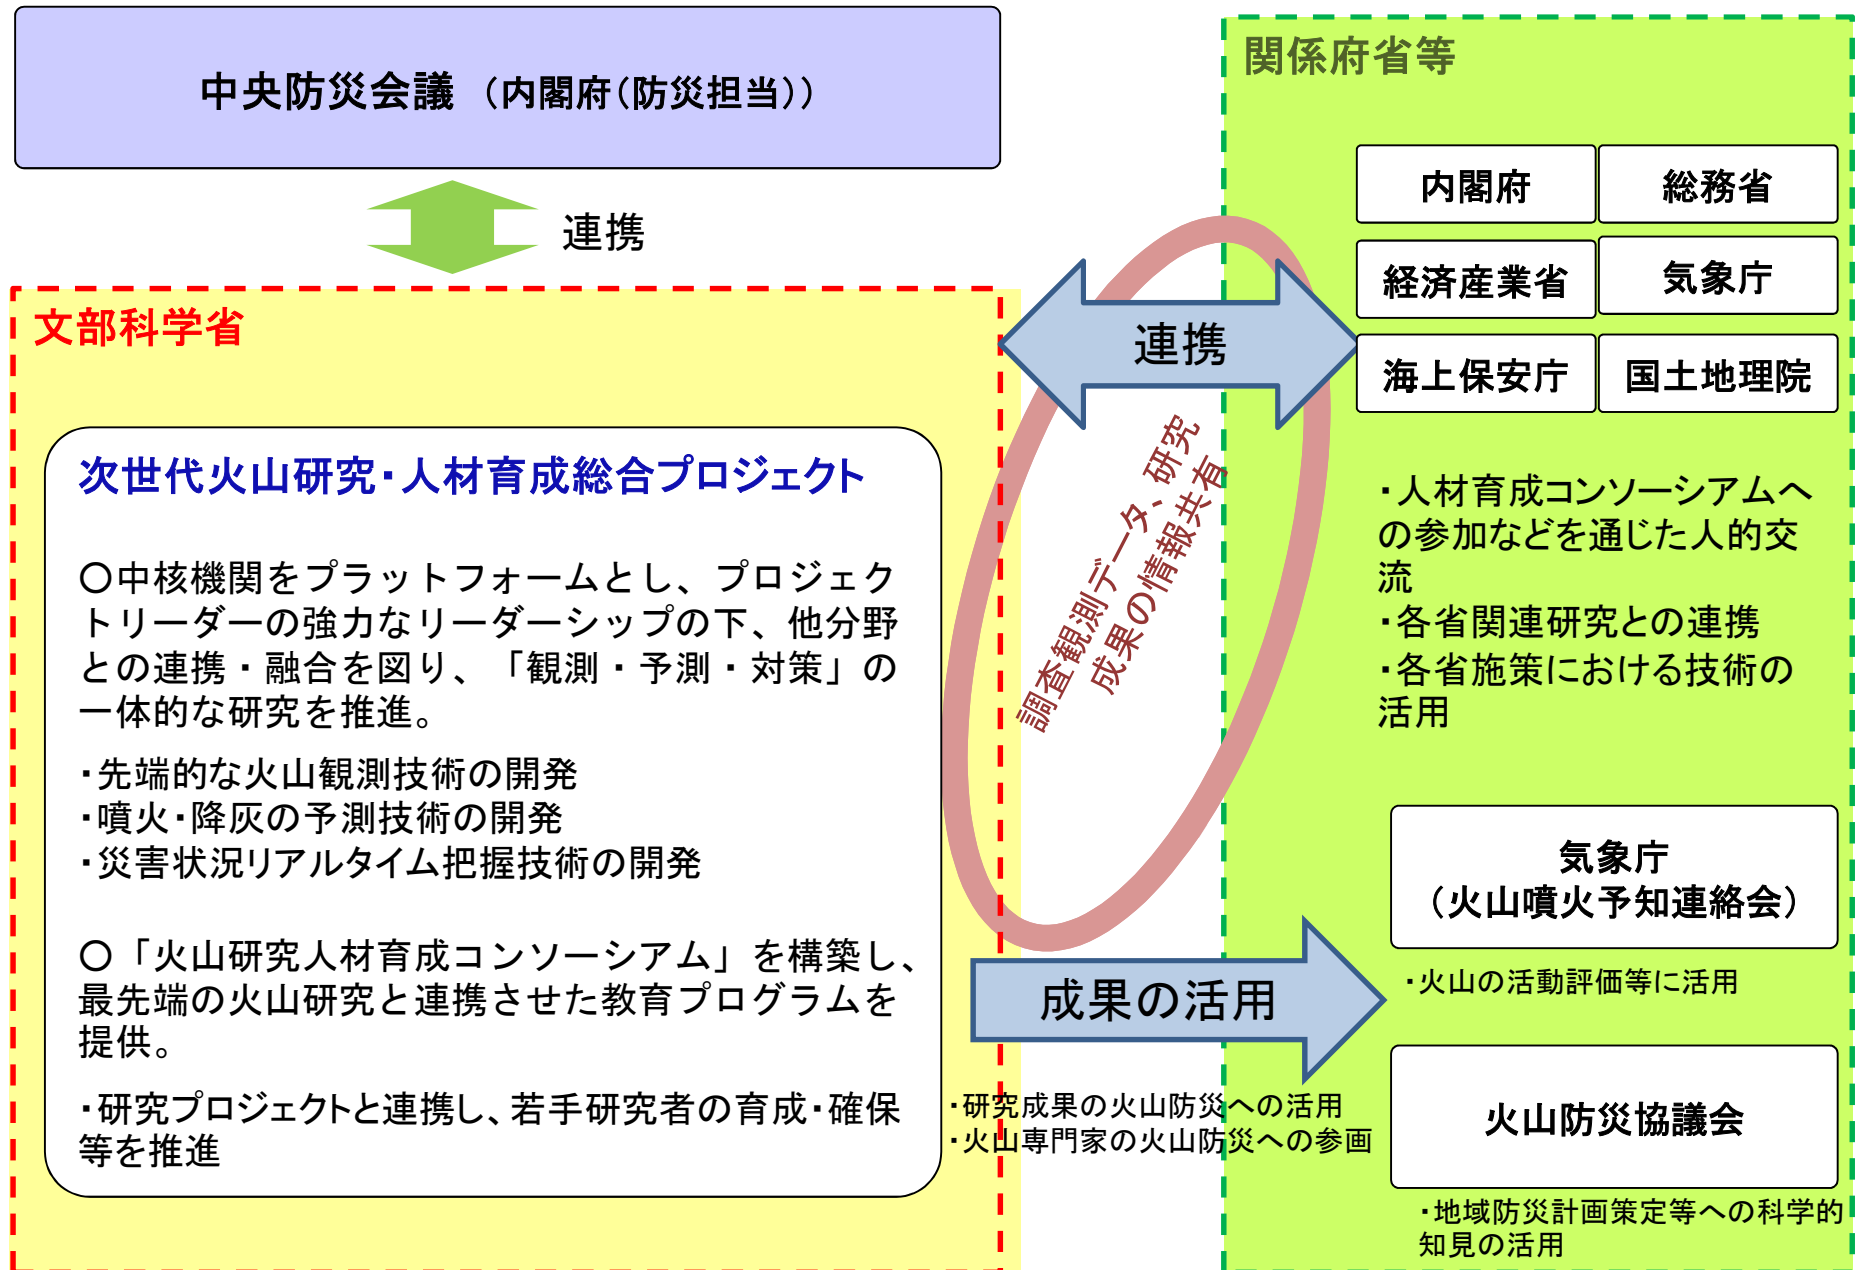 中央防災会議 （内閣府（防災担当））
連携
文部科学省
次世代火山研究・人材育成総合プロジェクト
〇中核機関をプラットフォームとし、プロジェク
トリーダーの強力なリーダーシップの下、他分野
との連携・融合を図り、「観測・予測・対策」の
一体的な研究を推進。
・先端的な火山観測技術の開発
・噴火・降灰の予測技術の開発
・災害状況リアルタイム把握技術の開発
〇「火山研究人材育成コンソーシアム」を構築し、
最先端の火山研究と連携させた教育プログラムを
提供。
・研究プロジェクトと連携し、若手研究者の育成・確保
等を推進
連携
調査観測データ、研究
成果の情報共有
成果の活用
・研究成果の火山防災への活用
・火山専門家の火山防災への参画
関係府省等
内閣府
総務省
経済産業省
気象庁
海上保安庁
国土地理院
・人材育成コンソーシアムへ
の参加などを通じた人的交
流
・各省関連研究との連携
・各省施策における技術の
活用
気象庁
（火山噴火予知連絡会）
・火山の活動評価等に活用
火山防災協議会
・地域防災計画策定等への科学的
知見の活用